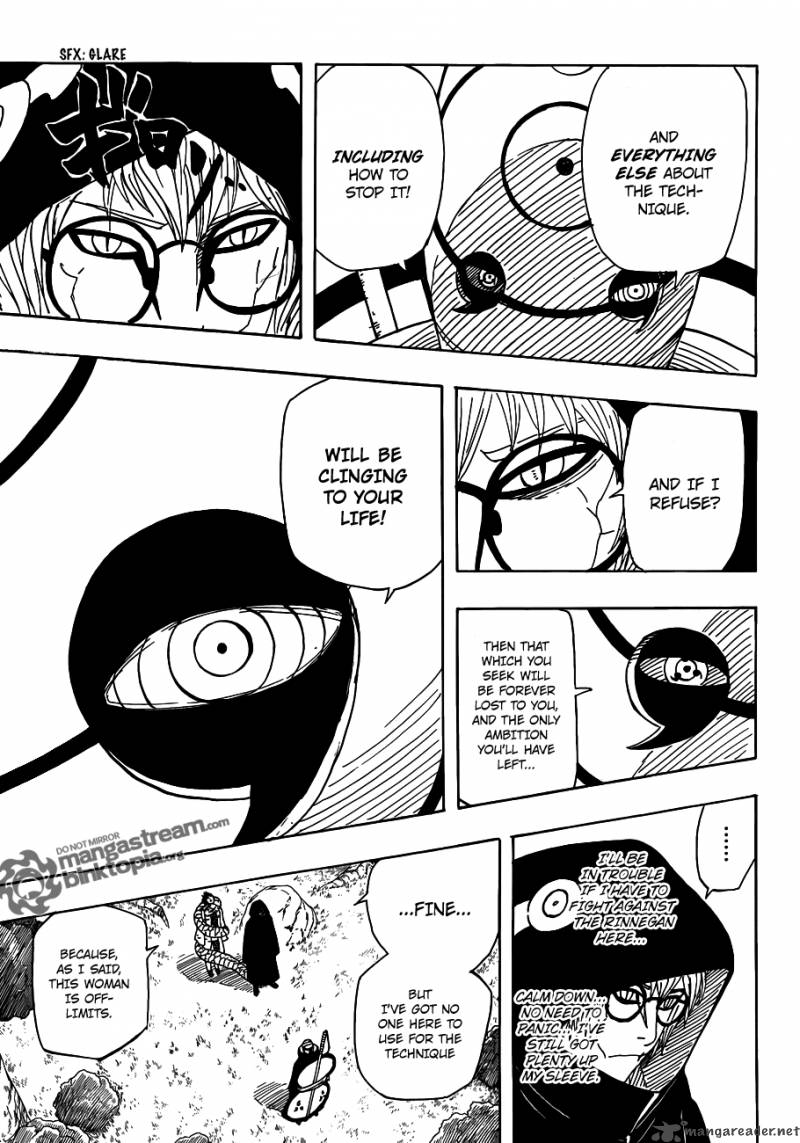 SFX: GLARE
AND
EVERYTHING
ELSE ABOUT
THE TECH-
NIQUE.
INCLUDING
HOW TO
STOP IT!
AND IF I
REFUSE?
THEN THAT
WHICH YOU
SEEK WILL
BE FOREVER
LOST TO YOU,
AND THE ONLY
AMBITION
YOU'LL HAVE
LEFT...
WILL BE
CLINGING
TO YOUR
LIFE!
......
I'LL BE
IN TROUBLE
IF I HAVE TO
FIGHT AGAINST
THE RINNEGAN
HERE...
CALM DOWN...
NO NEED TO
PANIC... I'VE
STILL GOT
PLENTY UP
MY SLEEVE.
...FINE...
BUT
I'VE GOT NO
ONE HERE TO
USE FOR THE
TECHNIQUE
BECAUSE,
AS I SAID,
THIS WOMAN
IS OFF-
LIMITS.
DO NOT MIRROR
mangastream.com
binktopia.org
mangareader.net